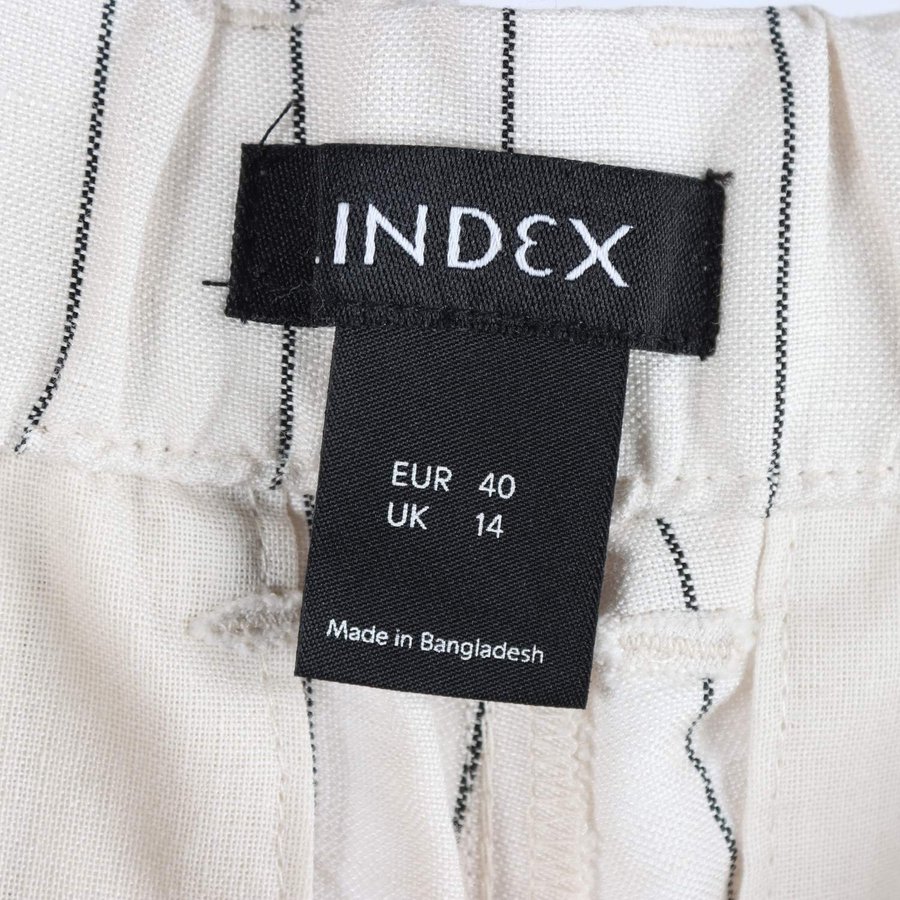 .INDEX
EUR 40
UK 14
Made in Bangladesh